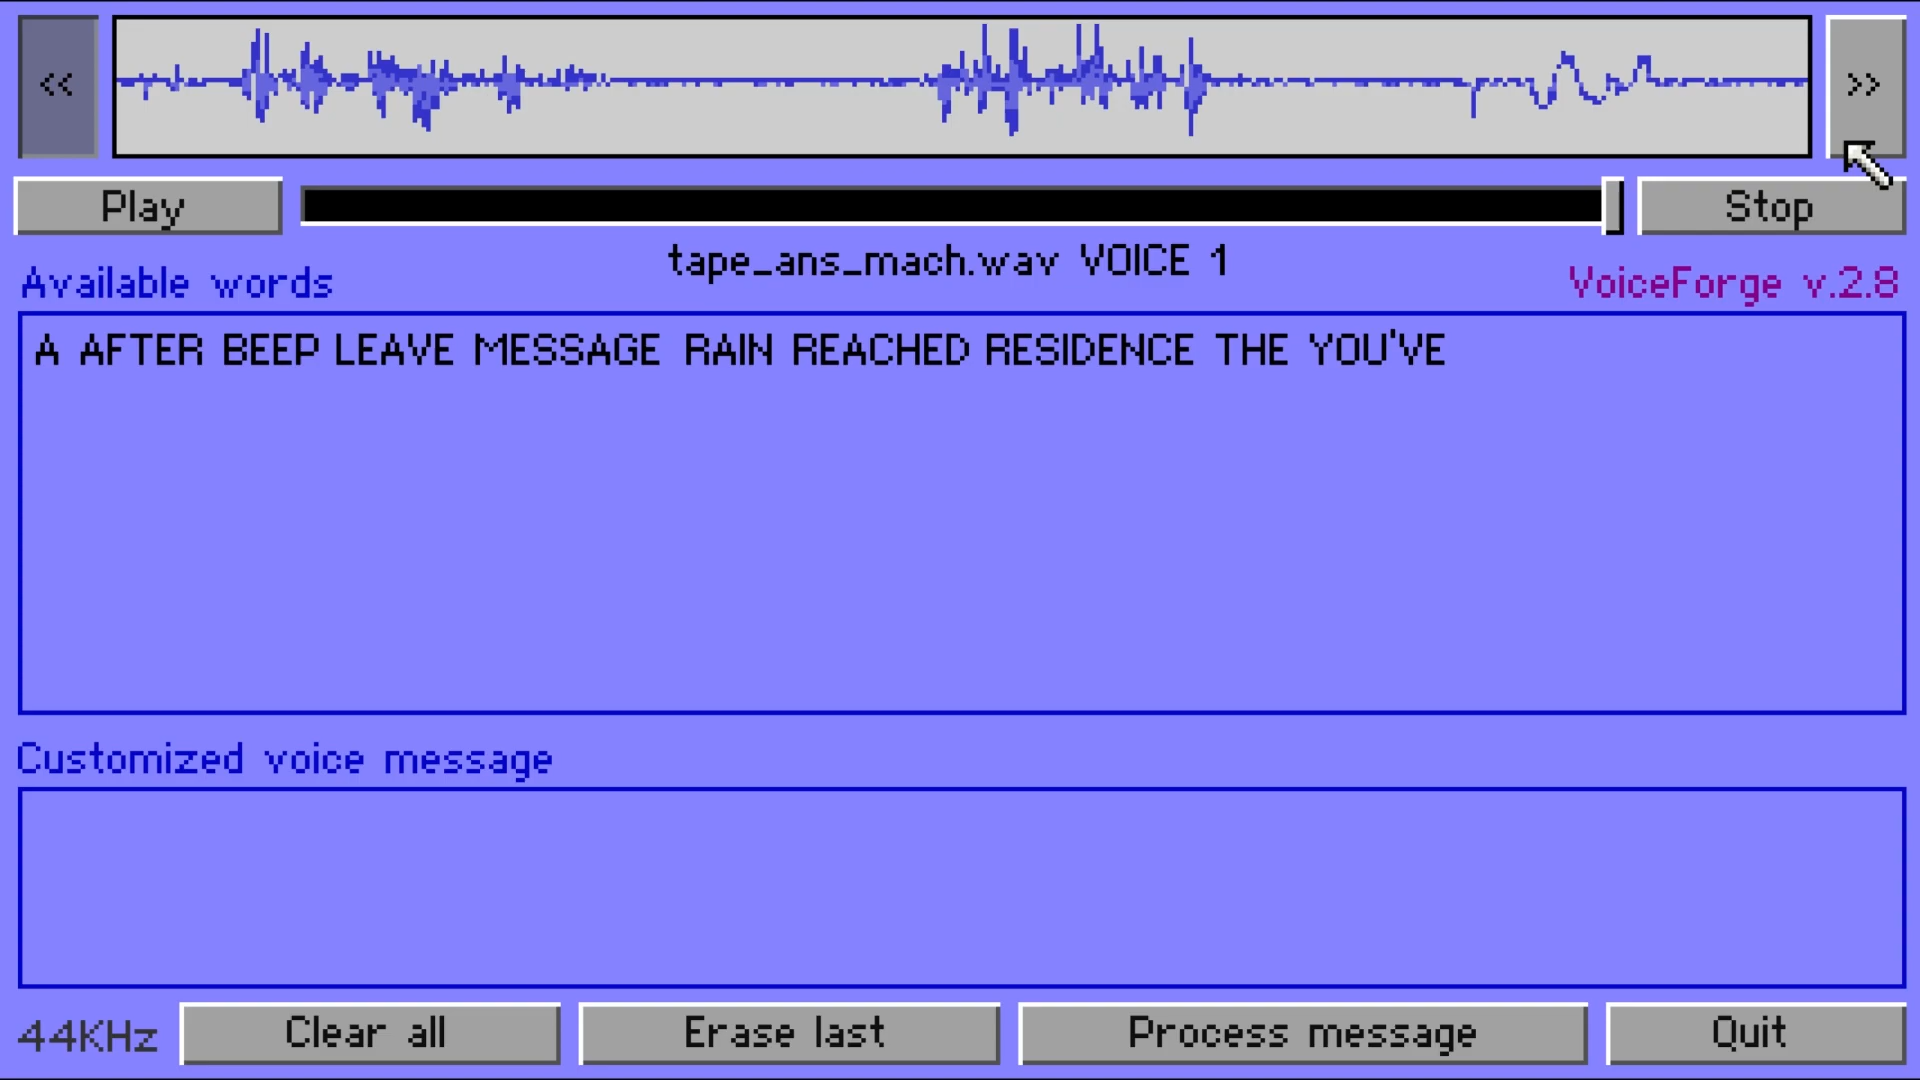 << >>
Play Stop
tape_ans_mach.wav VOICE 1
Available words VoiceForge v.2.8
A AFTER BEEP LEAVE MESSAGE RAIN REACHED RESIDENCE THE YOU'VE
Customized voice message
44KHz Clear all Erase last Process message Quit